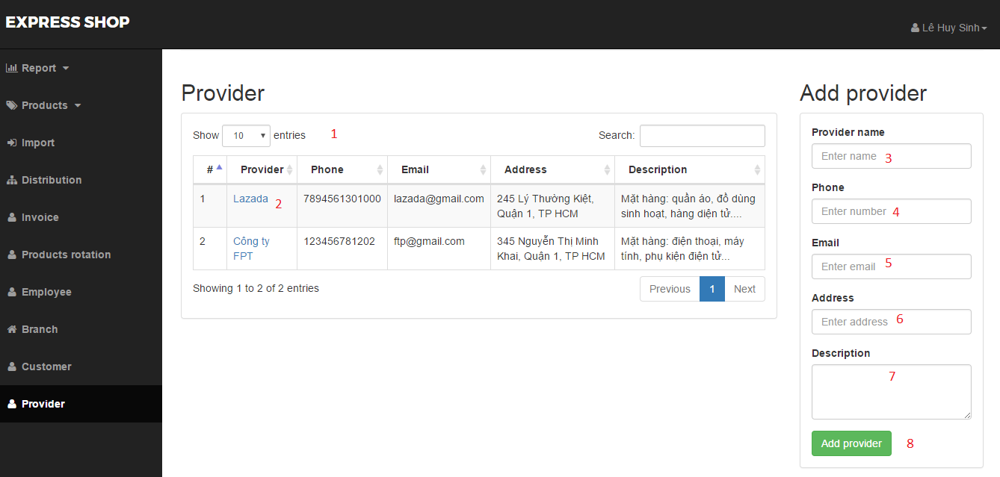 EXPRESS SHOP
Lê Huy Sinh
Report
Products
Import
Distribution
Invoice
Products rotation
Employee
Branch
Customer
Provider
Provider
Show 10 entries 1 Search:
# Provider Phone Email Address Description
1 Lazada 2 7894561301000 lazada@gmail.com 245 Lý Thường Kiệt, Mặt hàng: quần áo, đồ dùng
Quận 1, TP HCM sinh hoạt, hàng diện tử....
2 Công ty 123456781202 ftp@gmail.com 345 Nguyễn Thị Minh Mặt hàng: điện thoại, máy
FPT Khai, Quận 1, TP HCM tính, phụ kiện điện tử...
Showing 1 to 2 of 2 entries Previous 1 Next
Add provider
Provider name
Enter name 3
Phone
Enter number 4
Email
Enter email 5
Address
Enter address 6
Description
7
Add provider 8